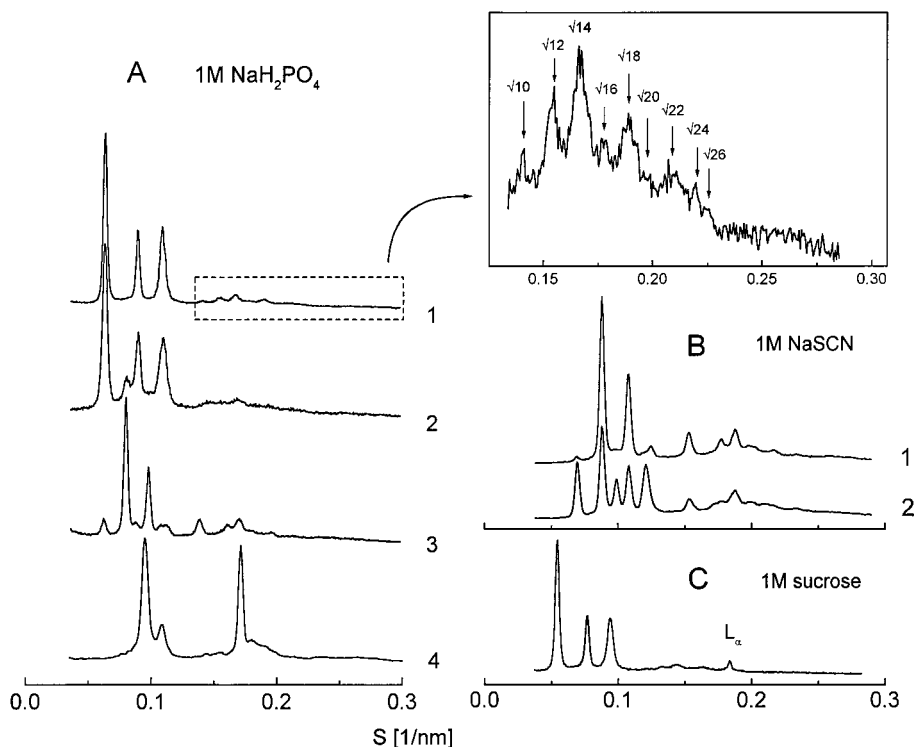 A 1M NaH₂PO₄
√10 √12 √14 √16 √18 √20 √22 √24 √26
0.15 0.20 0.25 0.30
1
2
3
4
0.0 0.1 0.2 0.3
B 1M NaSCN
1
2
C 1M sucrose
Lα
0.0 0.1 0.2 0.3
S [1/nm]